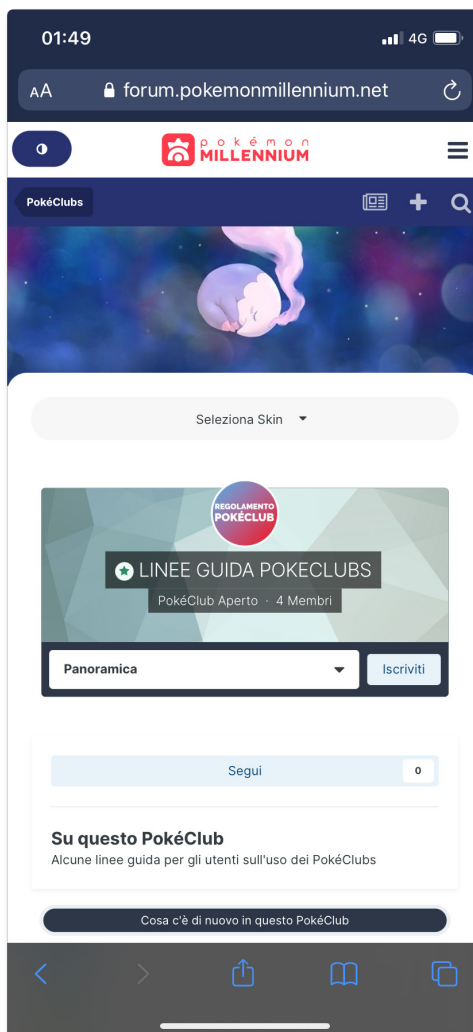 01:49
4G
AA
forum.pokemonmillennium.net
pokémon
MILLENNIUM
PokéClubs
Seleziona Skin
REGOLAMENTO
POKÉCLUB
LINEE GUIDA POKECLUBS
PokéClub Aperto · 4 Membri
Panoramica
Iscriviti
Segui
0
Su questo PokéClub
Alcune linee guida per gli utenti sull'uso dei PokéClubs
Cosa c'è di nuovo in questo PokéClub